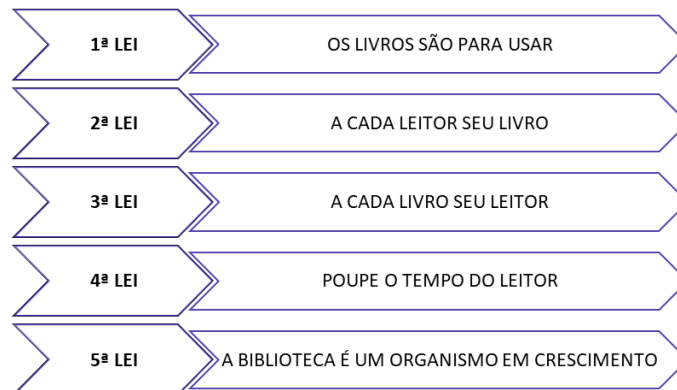 1ª LEI OS LIVROS SÃO PARA USAR
2ª LEI A CADA LEITOR SEU LIVRO
3ª LEI A CADA LIVRO SEU LEITOR
4ª LEI POUPE O TEMPO DO LEITOR
5ª LEI A BIBLIOTECA É UM ORGANISMO EM CRESCIMENTO